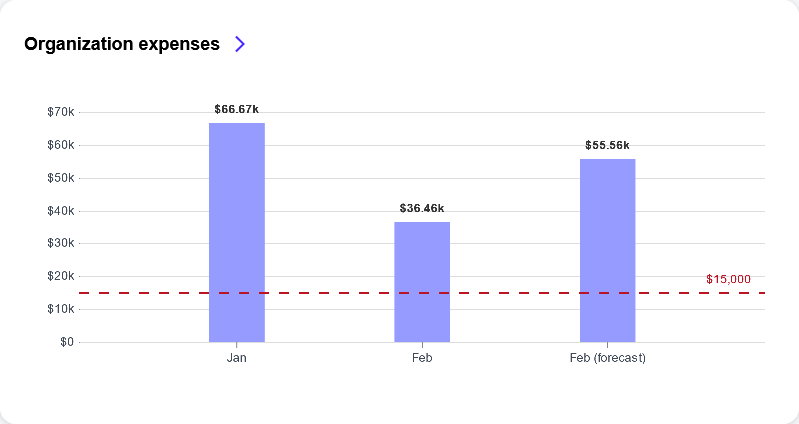 Organization expenses
$66.67k
$70k
$60k
$55.56k
$50k
$40k
$36.46k
$30k
$20k
$15,000
$10k
$0
Jan
Feb
Feb (forecast)